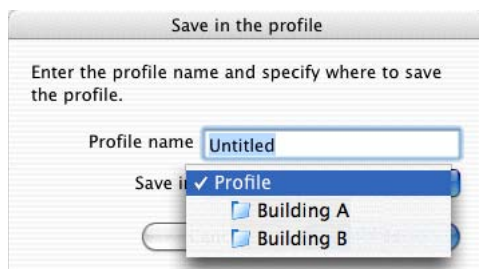 Save in the profile
Enter the profile name and specify where to save
the profile.
Profile name Untitled
Save i ✓ Profile
Building A
Building B